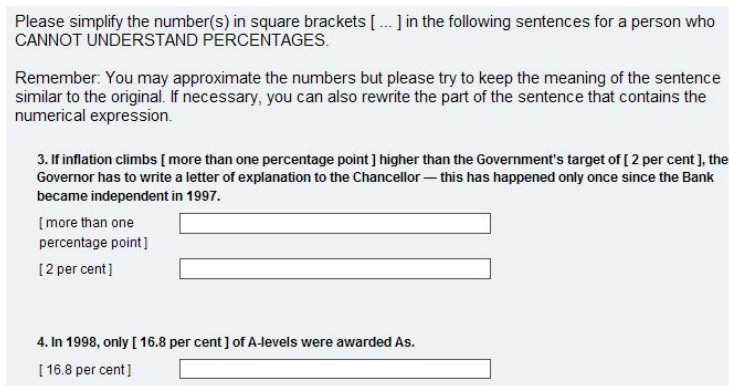 Please simplify the number(s) in square brackets [ ... ] in the following sentences for a person who
CANNOT UNDERSTAND PERCENTAGES.
Remember: You may approximate the numbers but please try to keep the meaning of the sentence
similar to the original. If necessary, you can also rewrite the part of the sentence that contains the
numerical expression.
3. If inflation climbs [ more than one percentage point ] higher than the Government's target of [ 2 per cent ], the
Governor has to write a letter of explanation to the Chancellor — this has happened only once since the Bank
became independent in 1997.
[ more than one
percentage point ]
[ 2 per cent ]
4. In 1998, only [ 16.8 per cent ] of A-levels were awarded As.
[ 16.8 per cent ]